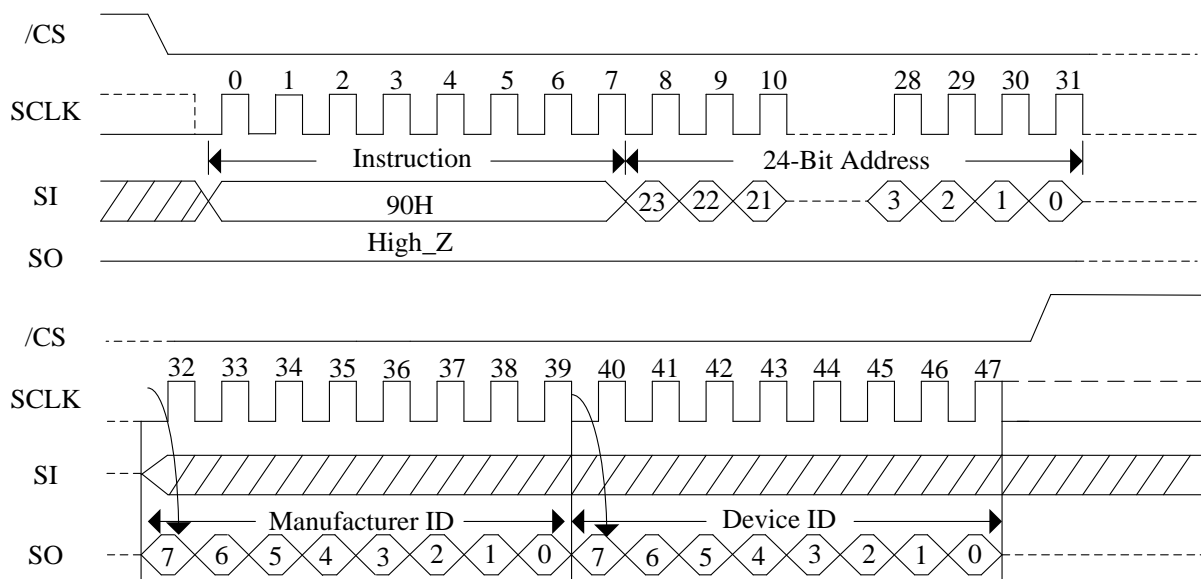 /CS
0 1 2 3 4 5 6 7 8 9 10 28 29 30 31
SCLK
Instruction 24-Bit Address
SI 90H 23 22 21 3 2 1 0
High_Z
SO
/CS
32 33 34 35 36 37 38 39 40 41 42 43 44 45 46 47
SCLK
SI
Manufacturer ID Device ID
SO 7 6 5 4 3 2 1 0 7 6 5 4 3 2 1 0